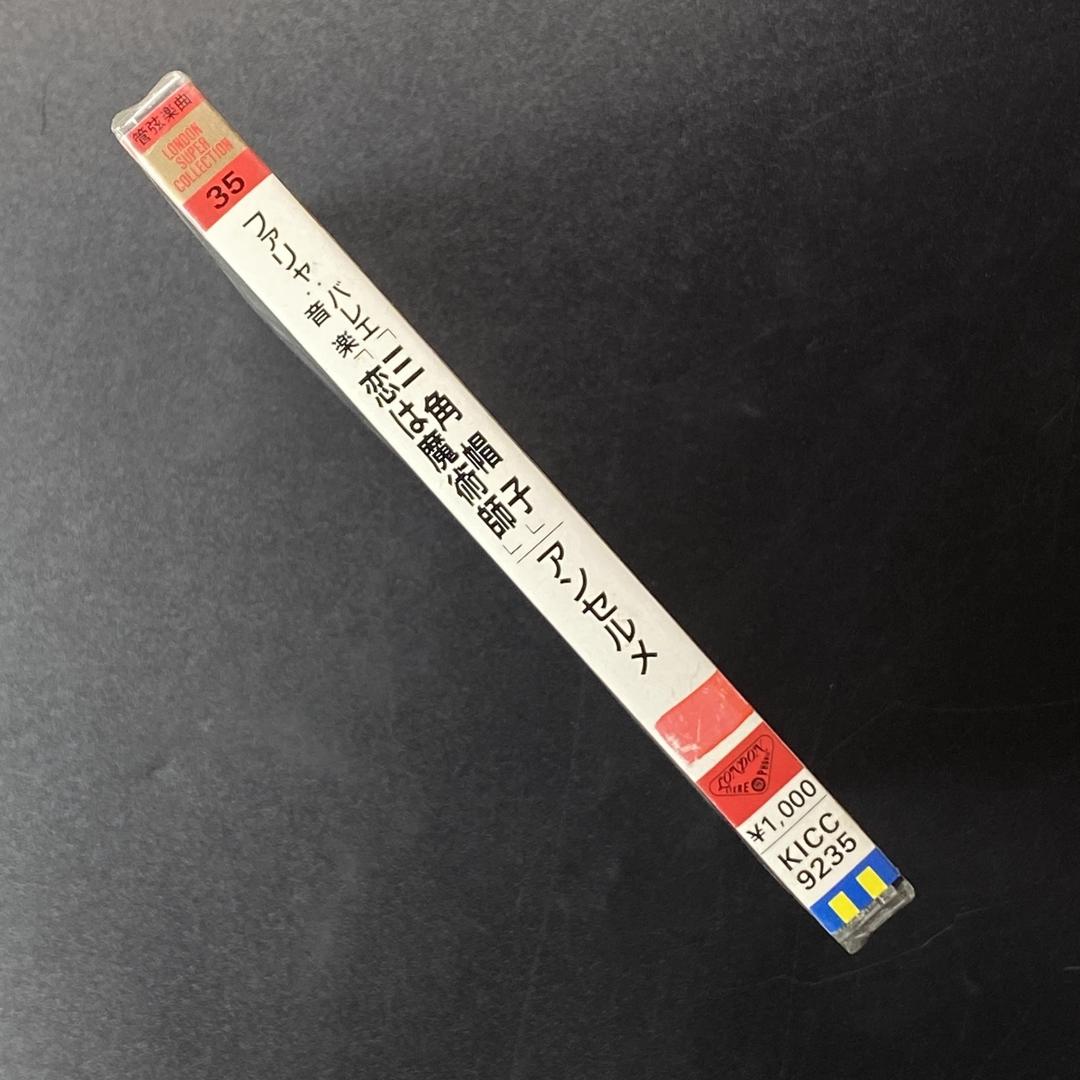 管弦楽曲
LONDON
SUPER
COLLECTION
35
ファリャ:バレエ「三角帽子」
音楽「恋は魔術師」
アンセルメ
LONDON
¥1,000
KICC
9235